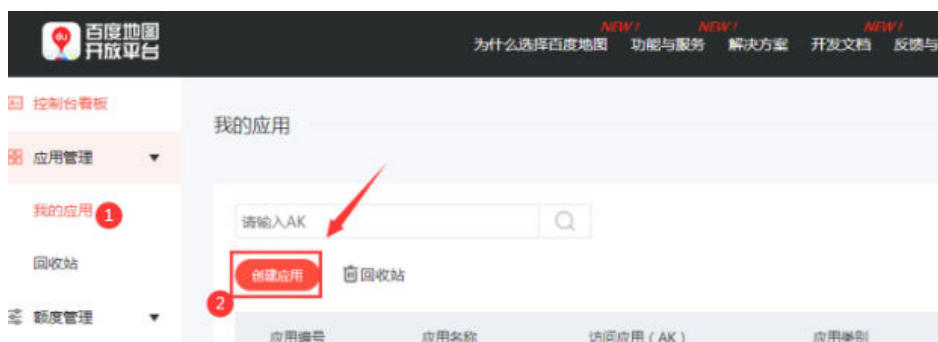 du
百度地图
开放平台
NEW! NEW! NEW!
为什么选择百度地图 功能与服务 解决方案 开发文档 反馈与
控制台看板
我的应用
应用管理
我的应用 1
请输入AK
回收站
创建应用 回收站
2
额度管理
应用编号 应用名称 访问应用(AK) 应用类别